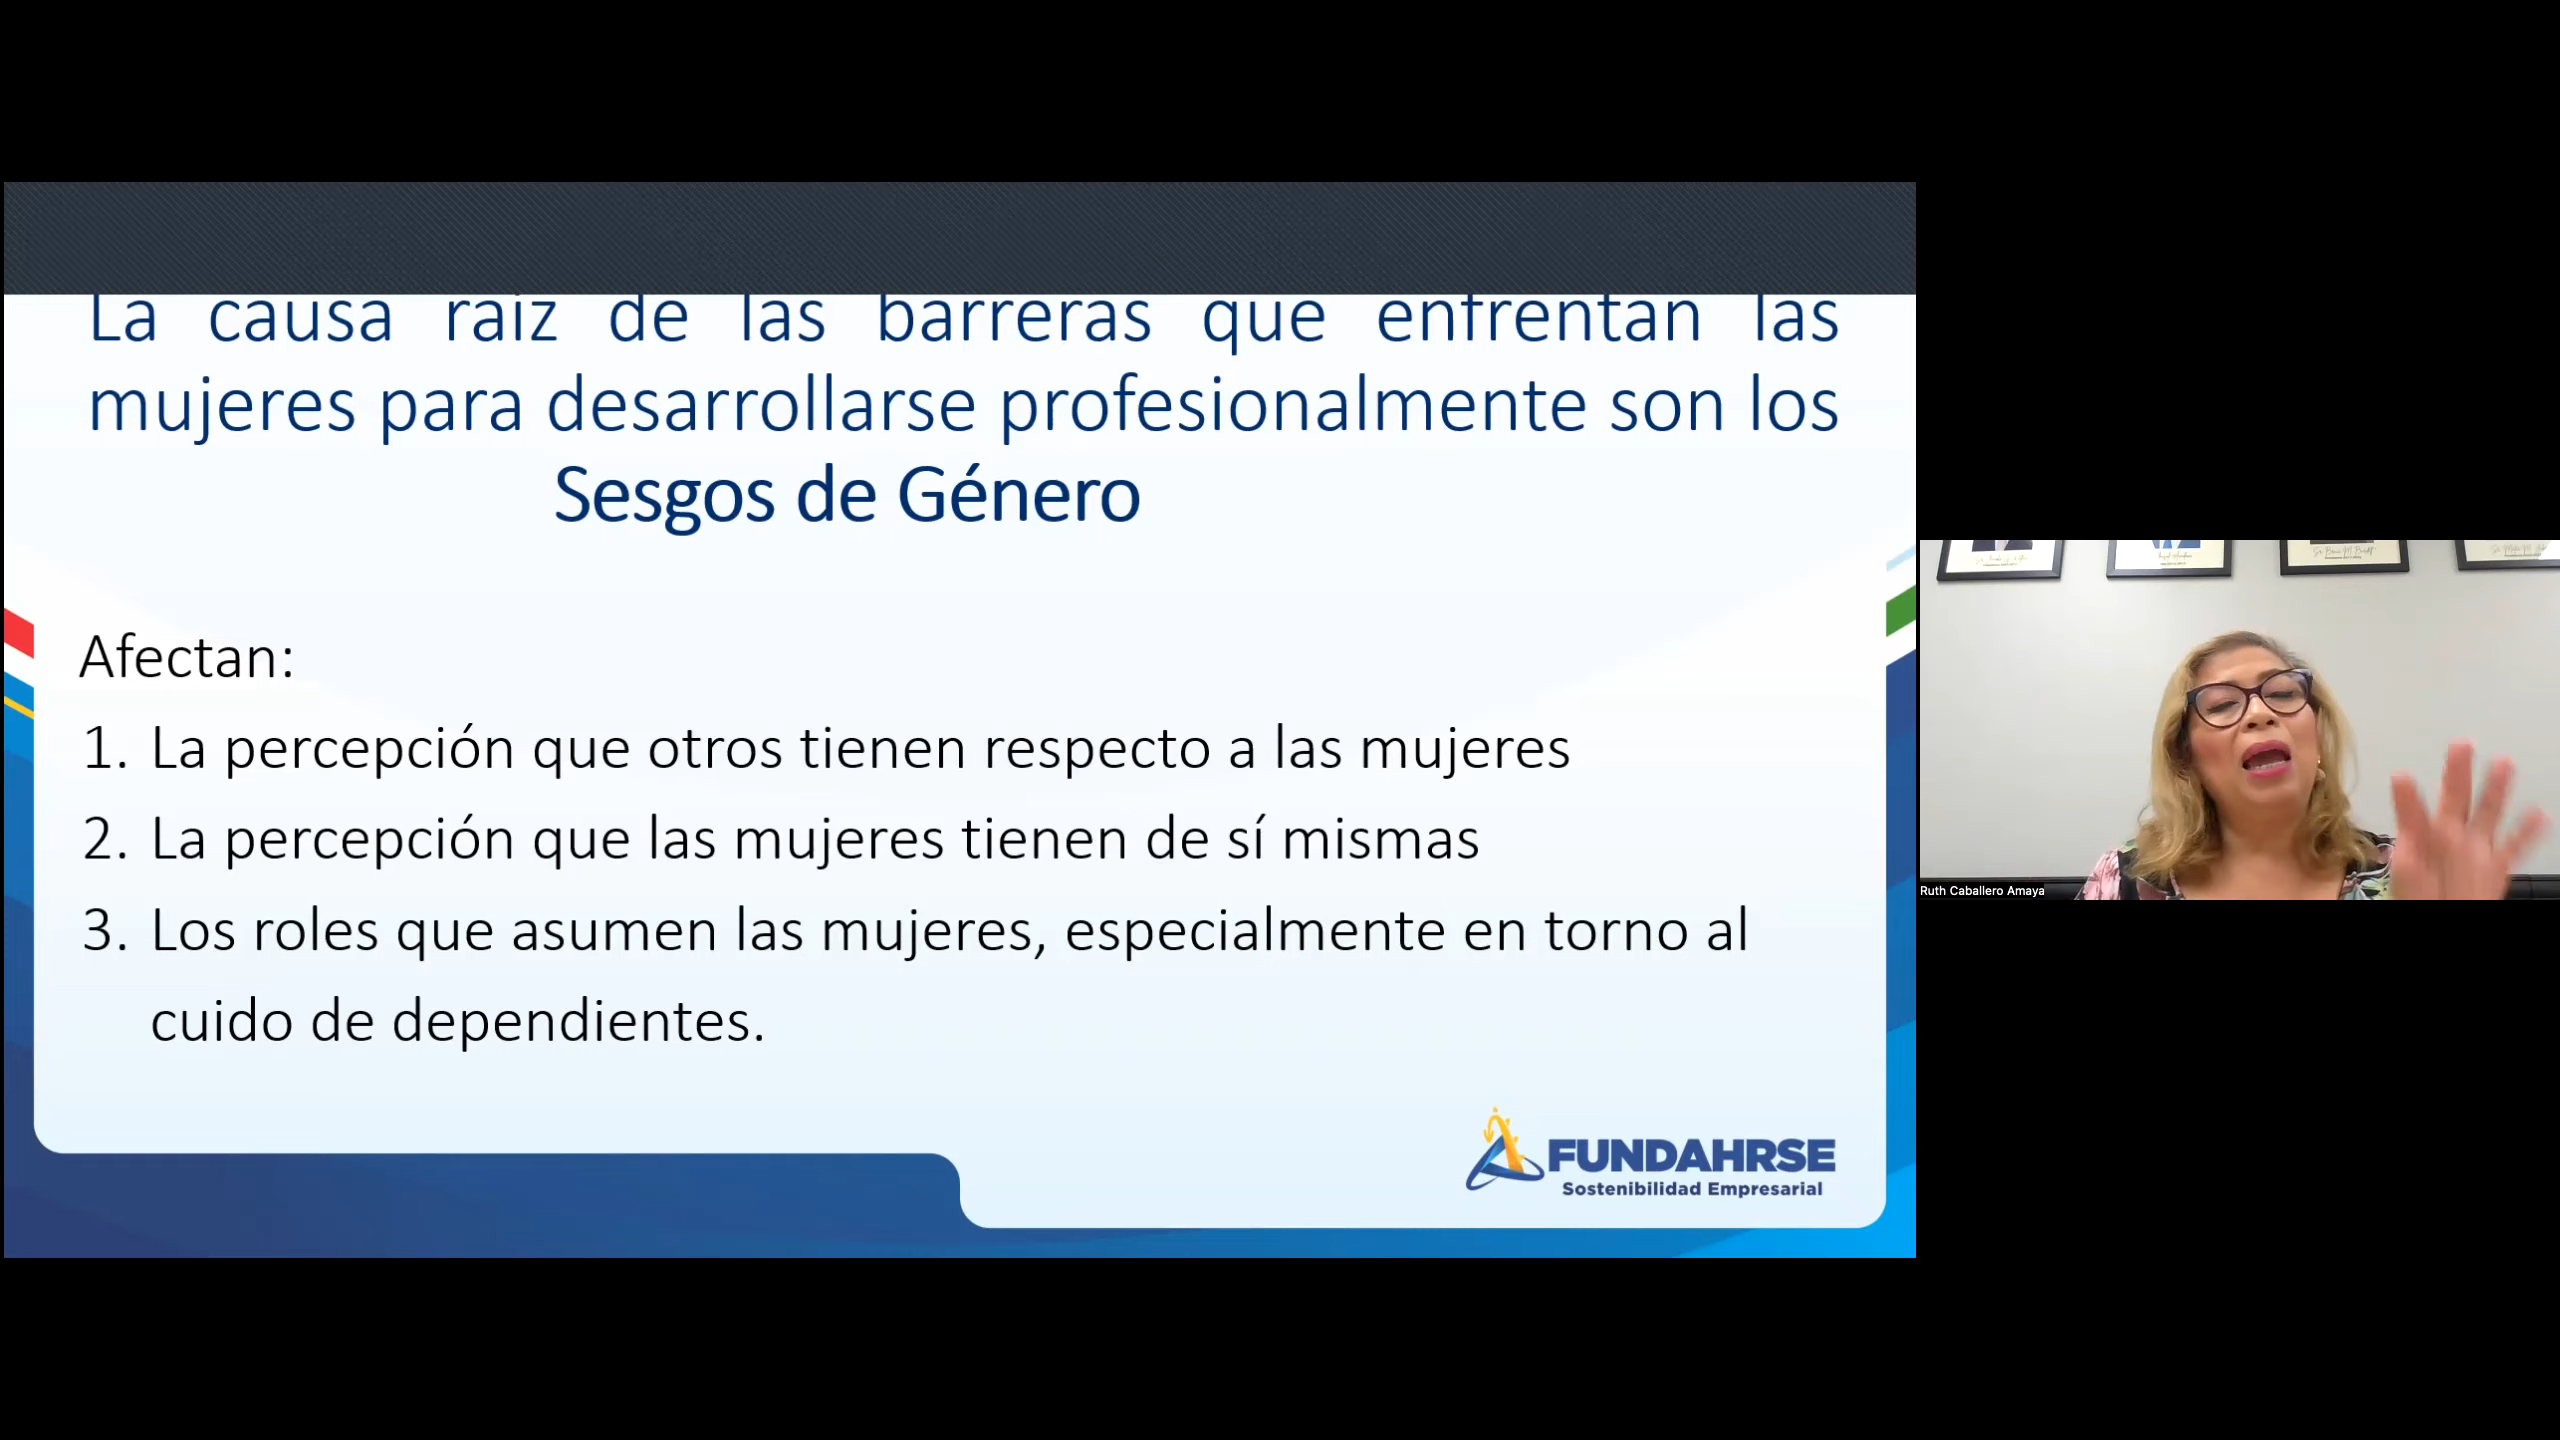 La causa raíz de las barreras que enfrentan las
mujeres para desarrollarse profesionalmente son los
Sesgos de Género
Afectan:
1. La percepción que otros tienen respecto a las mujeres
2. La percepción que las mujeres tienen de sí mismas
3. Los roles que asumen las mujeres, especialmente en torno al
cuido de dependientes.
FUNDAHRSE
Sostenibilidad Empresarial
Ruth Caballero Amaya